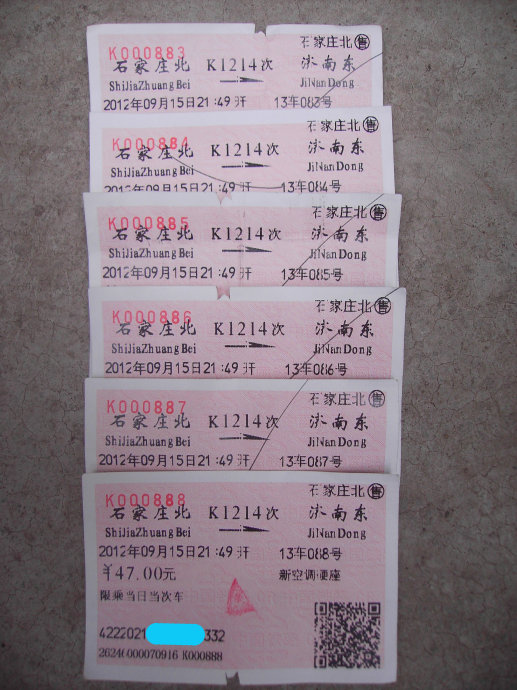 K000883 石家庄北 售
石家庄北 K1214次 济南东
ShiJiaZhuang Bei JiNanDong
2012年09月15日21:49 开 13车083号
K000884 石家庄北 售
石家庄北 K1214次 济南东
ShiJiaZhuang Bei JiNanDong
2012年09月15日21:49 开 13车084号
K000885 石家庄北 售
石家庄北 K1214次 济南东
ShiJiaZhuang Bei JiNanDong
2012年09月15日21:49 开 13车085号
K000886 石家庄北 售
石家庄北 K1214次 济南东
ShiJiaZhuang Bei JiNanDong
2012年09月15日21:49 开 13车086号
K000887 石家庄北 售
石家庄北 K1214次 济南东
ShiJiaZhuang Bei JiNanDong
2012年09月15日21:49 开 13车087号
K000888 石家庄北 售
石家庄北 K1214次 济南东
ShiJiaZhuang Bei JiNanDong
2012年09月15日21:49 开 13车088号
¥47.00元 新空调硬座
限乘当日当次车
4222021 332
26246000070916 K000888